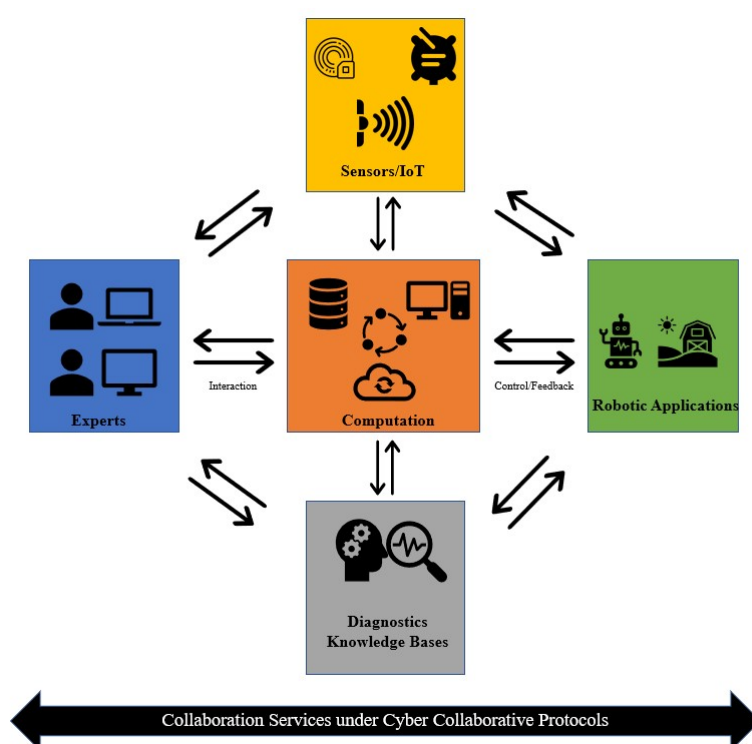 Sensors/IoT
Experts
Interaction
Computation
Control/Feedback
Robotic Applications
Diagnostics
Knowledge Bases
Collaboration Services under Cyber Collaborative Protocols